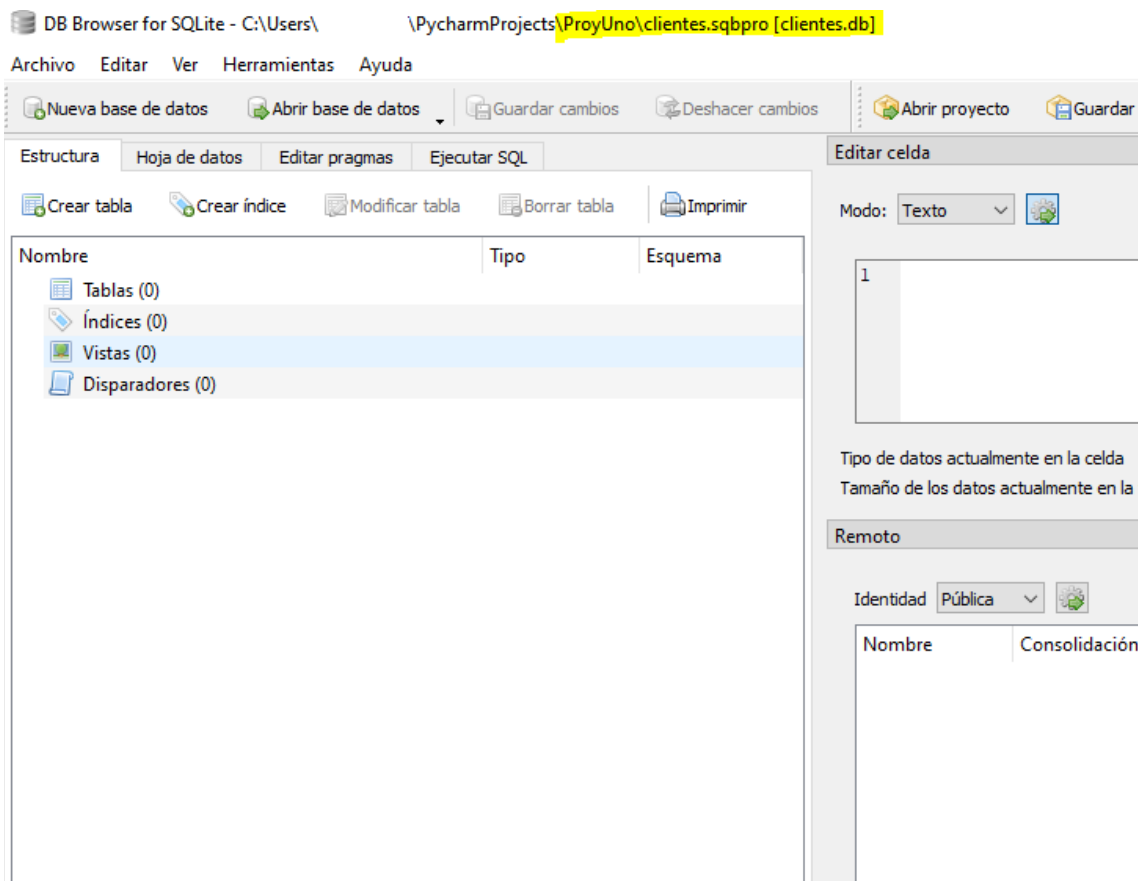 DB Browser for SQLite - C:\Users\ \PycharmProjects\ProyUno\clientes.sqbpro [clientes.db]
Archivo Editar Ver Herramientas Ayuda
Nueva base de datos Abrir base de datos Guardar cambios Deshacer cambios Abrir proyecto Guardar
Estructura Hoja de datos Editar pragmas Ejecutar SQL
Crear tabla Crear índice Modificar tabla Borrar tabla Imprimir
Nombre Tipo Esquema
Tablas (0)
Índices (0)
Vistas (0)
Disparadores (0)
Editar celda
Modo: Texto
1
Tipo de datos actualmente en la celda
Tamaño de los datos actualmente en la
Remoto
Identidad Pública
Nombre Consolidación